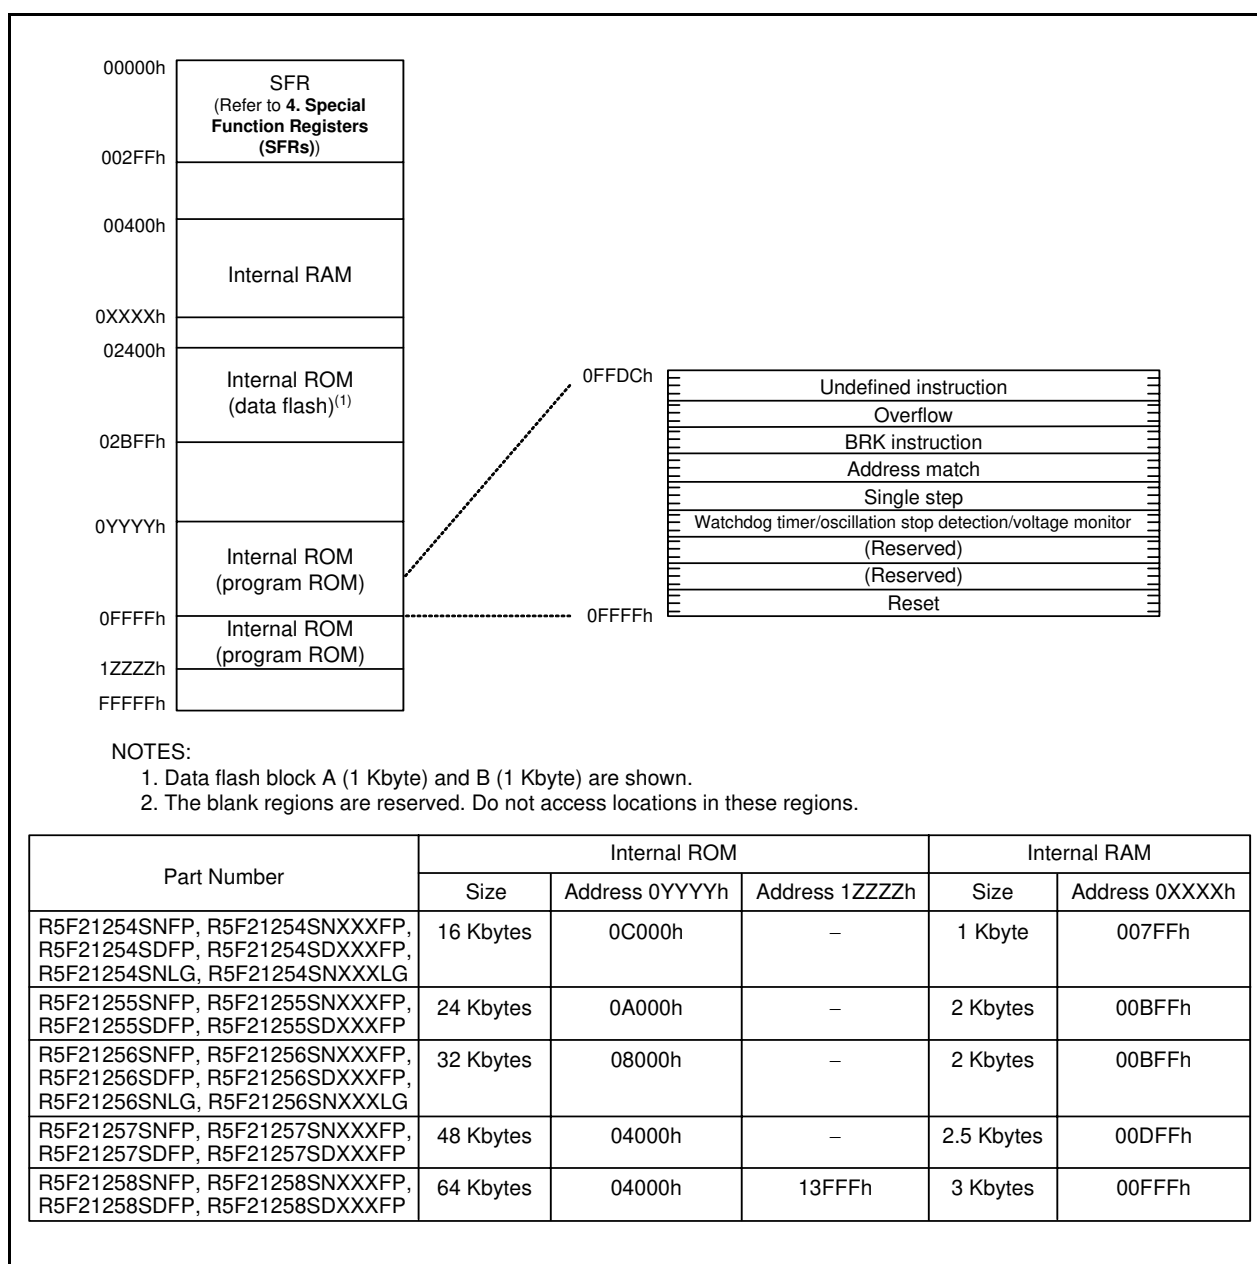 00000h
SFR
(Refer to 4. Special
Function Registers
(SFRs))
002FFh
00400h
Internal RAM
0XXXXh
02400h
Internal ROM
(data flash)(1)
02BFFh
0YYYYh
Internal ROM
(program ROM)
0FFFFh
Internal ROM
(program ROM)
1ZZZZh
FFFFFh
0FFDCh
Undefined instruction
Overflow
BRK instruction
Address match
Single step
Watchdog timer/oscillation stop detection/voltage monitor
(Reserved)
(Reserved)
Reset
0FFFFh
NOTES:
1. Data flash block A (1 Kbyte) and B (1 Kbyte) are shown.
2. The blank regions are reserved. Do not access locations in these regions.
Part Number
Internal ROM
Internal RAM
Size
Address 0YYYYh
Address 1ZZZZh
Size
Address 0XXXXh
R5F21254SNFP, R5F21254SNXXXFP,
R5F21254SDFP, R5F21254SDXXXFP,
R5F21254SNLG, R5F21254SNXXXLG
16 Kbytes
0C000h
–
1 Kbyte
007FFh
R5F21255SNFP, R5F21255SNXXXFP,
R5F21255SDFP, R5F21255SDXXXFP
24 Kbytes
0A000h
–
2 Kbytes
00BFFh
R5F21256SNFP, R5F21256SNXXXFP,
R5F21256SDFP, R5F21256SDXXXFP,
R5F21256SNLG, R5F21256SNXXXLG
32 Kbytes
08000h
–
2 Kbytes
00BFFh
R5F21257SNFP, R5F21257SNXXXFP,
R5F21257SDFP, R5F21257SDXXXFP
48 Kbytes
04000h
–
2.5 Kbytes
00DFFh
R5F21258SNFP, R5F21258SNXXXFP,
R5F21258SDFP, R5F21258SDXXXFP
64 Kbytes
04000h
13FFFh
3 Kbytes
00FFFh